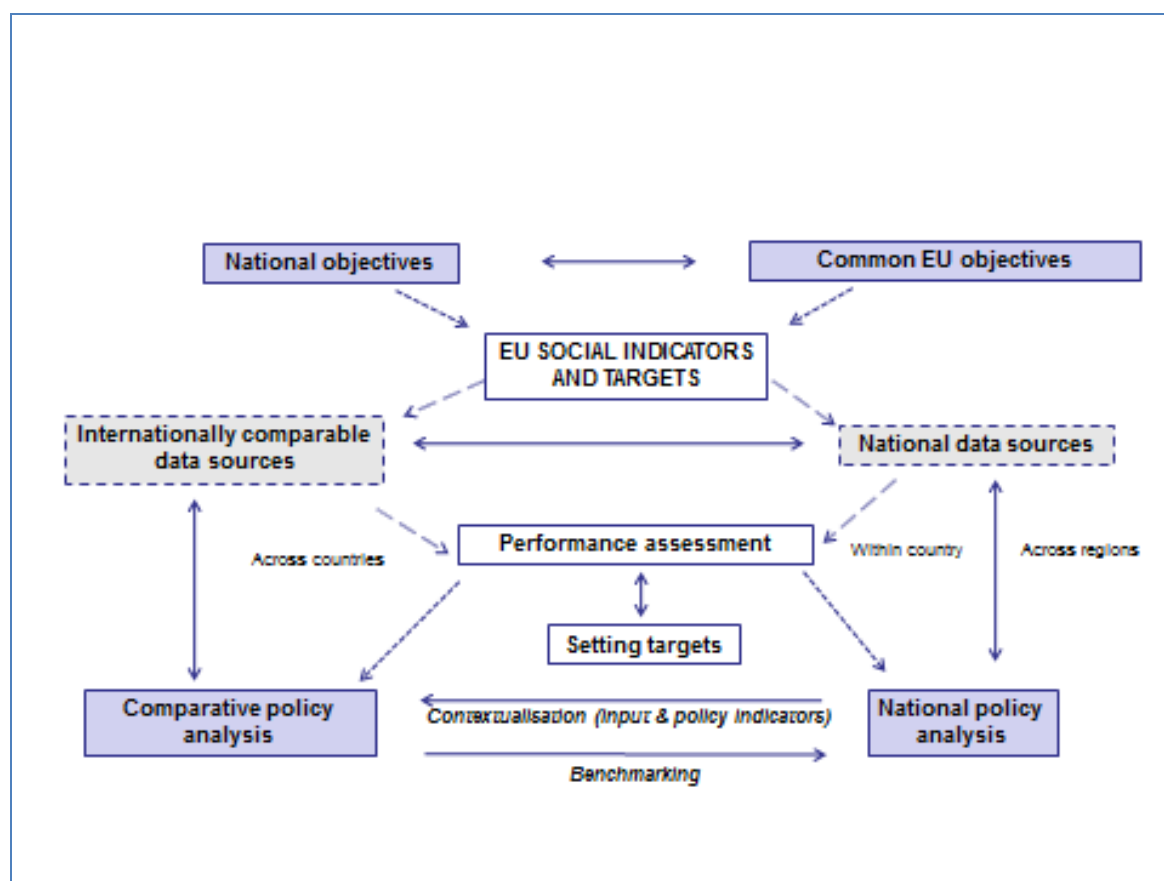 National objectives
Common EU objectives
EU SOCIAL INDICATORS
AND TARGETS
Internationally comparable
data sources
National data sources
Performance assessment
Across countries
Within country
Across regions
Setting targets
Comparative policy
analysis
Contextualisation (input & policy indicators)
National policy
analysis
Benchmarking